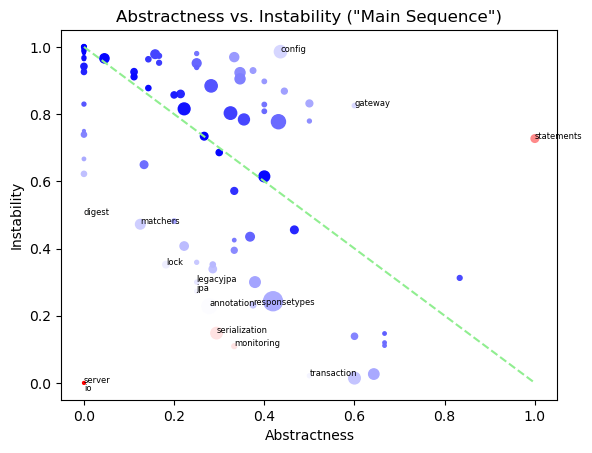 Abstractness vs. Instability ("Main Sequence")
1.0
0.8
0.6
0.4
0.2
0.0
Instability
config
gateway
statements
digest
matchers
lock
legacyjpa
jpa
annotation
responsetypes
serialization
monitoring
transaction
server
io
0.0
0.2
0.4
0.6
0.8
1.0
Abstractness